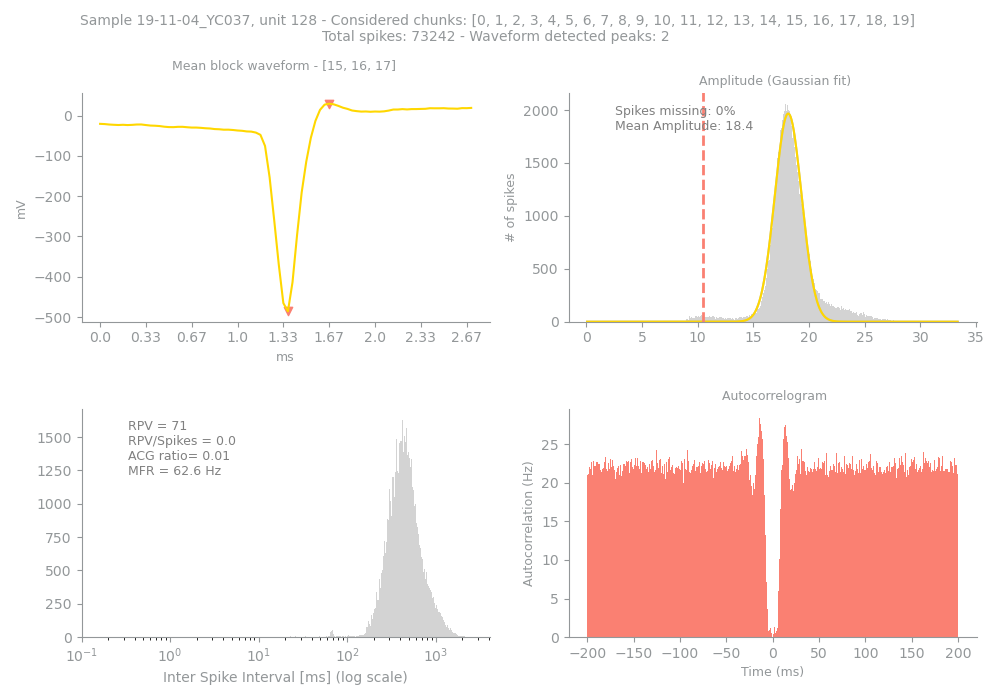 Sample 19-11-04_YC037, unit 128 - Considered chunks: [0, 1, 2, 3, 4, 5, 6, 7, 8, 9, 10, 11, 12, 13, 14, 15, 16, 17, 18, 19]
Total spikes: 73242 - Waveform detected peaks: 2
Mean block waveform - [15, 16, 17]
0
−100
−200
−300
−400
−500
mV
0.0 0.33 0.67 1.0 1.33 1.67 2.0 2.33 2.67
ms
Amplitude (Gaussian fit)
Spikes missing: 0%
Mean Amplitude: 18.4
2000
1500
1000
500
0
# of spikes
0 5 10 15 20 25 30 35
RPV = 71
RPV/Spikes = 0.0
ACG ratio= 0.01
MFR = 62.6 Hz
1500
1250
1000
750
500
250
0
10⁻¹ 10⁰ 10¹ 10² 10³
Inter Spike Interval [ms] (log scale)
Autocorrelogram
25
20
15
10
5
0
Autocorrelation (Hz)
−200 −150 −100 −50 0 50 100 150 200
Time (ms)